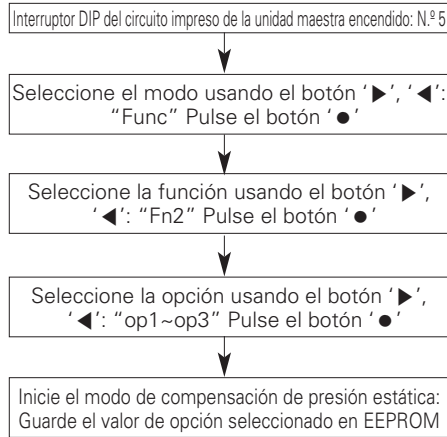 Interruptor DIP del circuito impreso de la unidad maestra encendido: N.º 5
Seleccione el modo usando el botón ‘▶’, ‘◀’:
“Func” Pulse el botón ‘●’
Seleccione la función usando el botón ‘▶’,
‘◀’: “Fn2” Pulse el botón ‘●’
Seleccione la opción usando el botón ‘▶’,
‘◀’: “op1~op3” Pulse el botón ‘●’
Inicie el modo de compensación de presión estática:
Guarde el valor de opción seleccionado en EEPROM